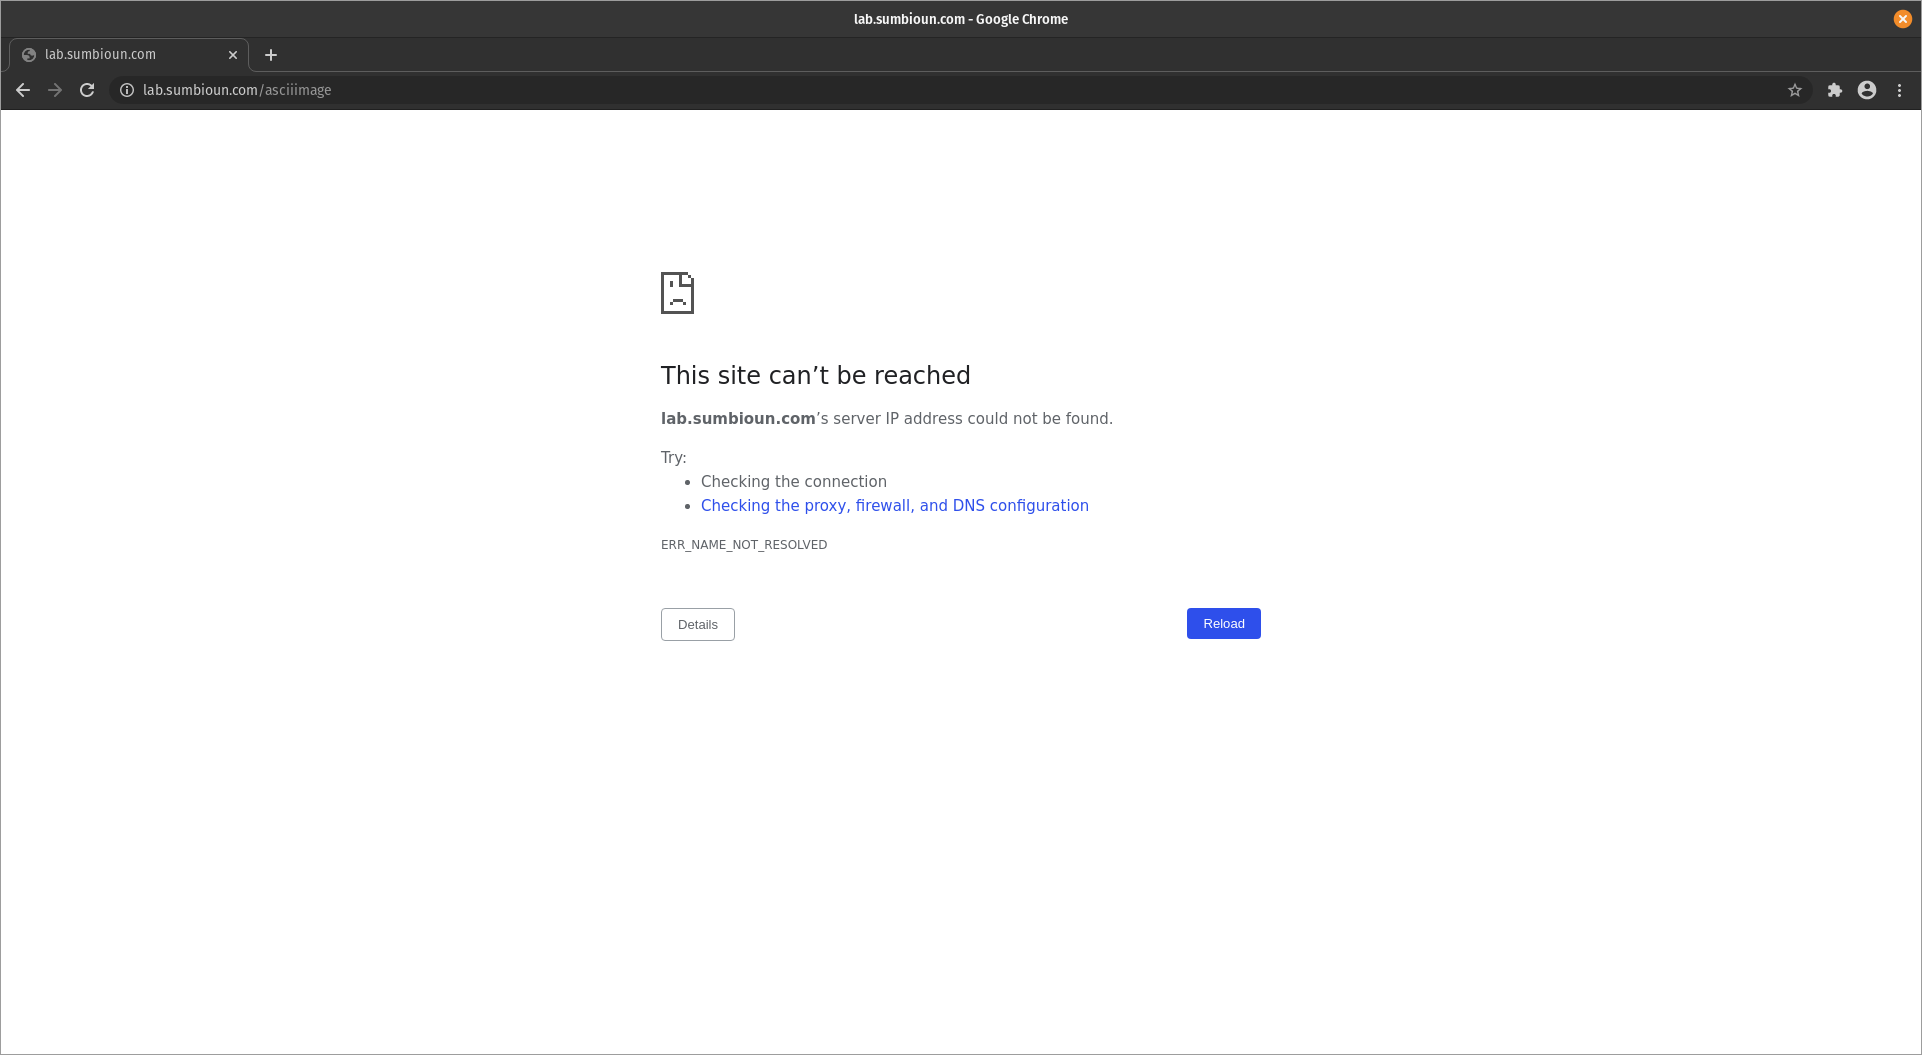 lab.sumbioun.com - Google Chrome
lab.sumbioun.com
lab.sumbioun.com/asciiimage
This site can’t be reached
lab.sumbioun.com’s server IP address could not be found.
Try:
Checking the connection
Checking the proxy, firewall, and DNS configuration
ERR_NAME_NOT_RESOLVED
Details
Reload